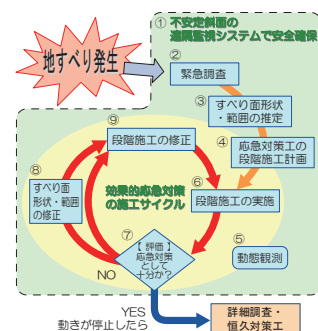 ① 不安定斜面の
遠隔監視システムで安全確保
地すべり発生
②
緊急調査
③
すべり面形状
・範囲の推定
④
応急対策工の
段階施工計画
⑨
段階施工の修正
⑧
すべり面
形状・範囲
の修正
効果的応急対策
の施工サイクル
⑥
段階施工の実施
⑦
【評価】
応急対策
として
十分か?
⑤
動態観測
NO
YES
動きが停止したら
詳細調査・
恒久対策工